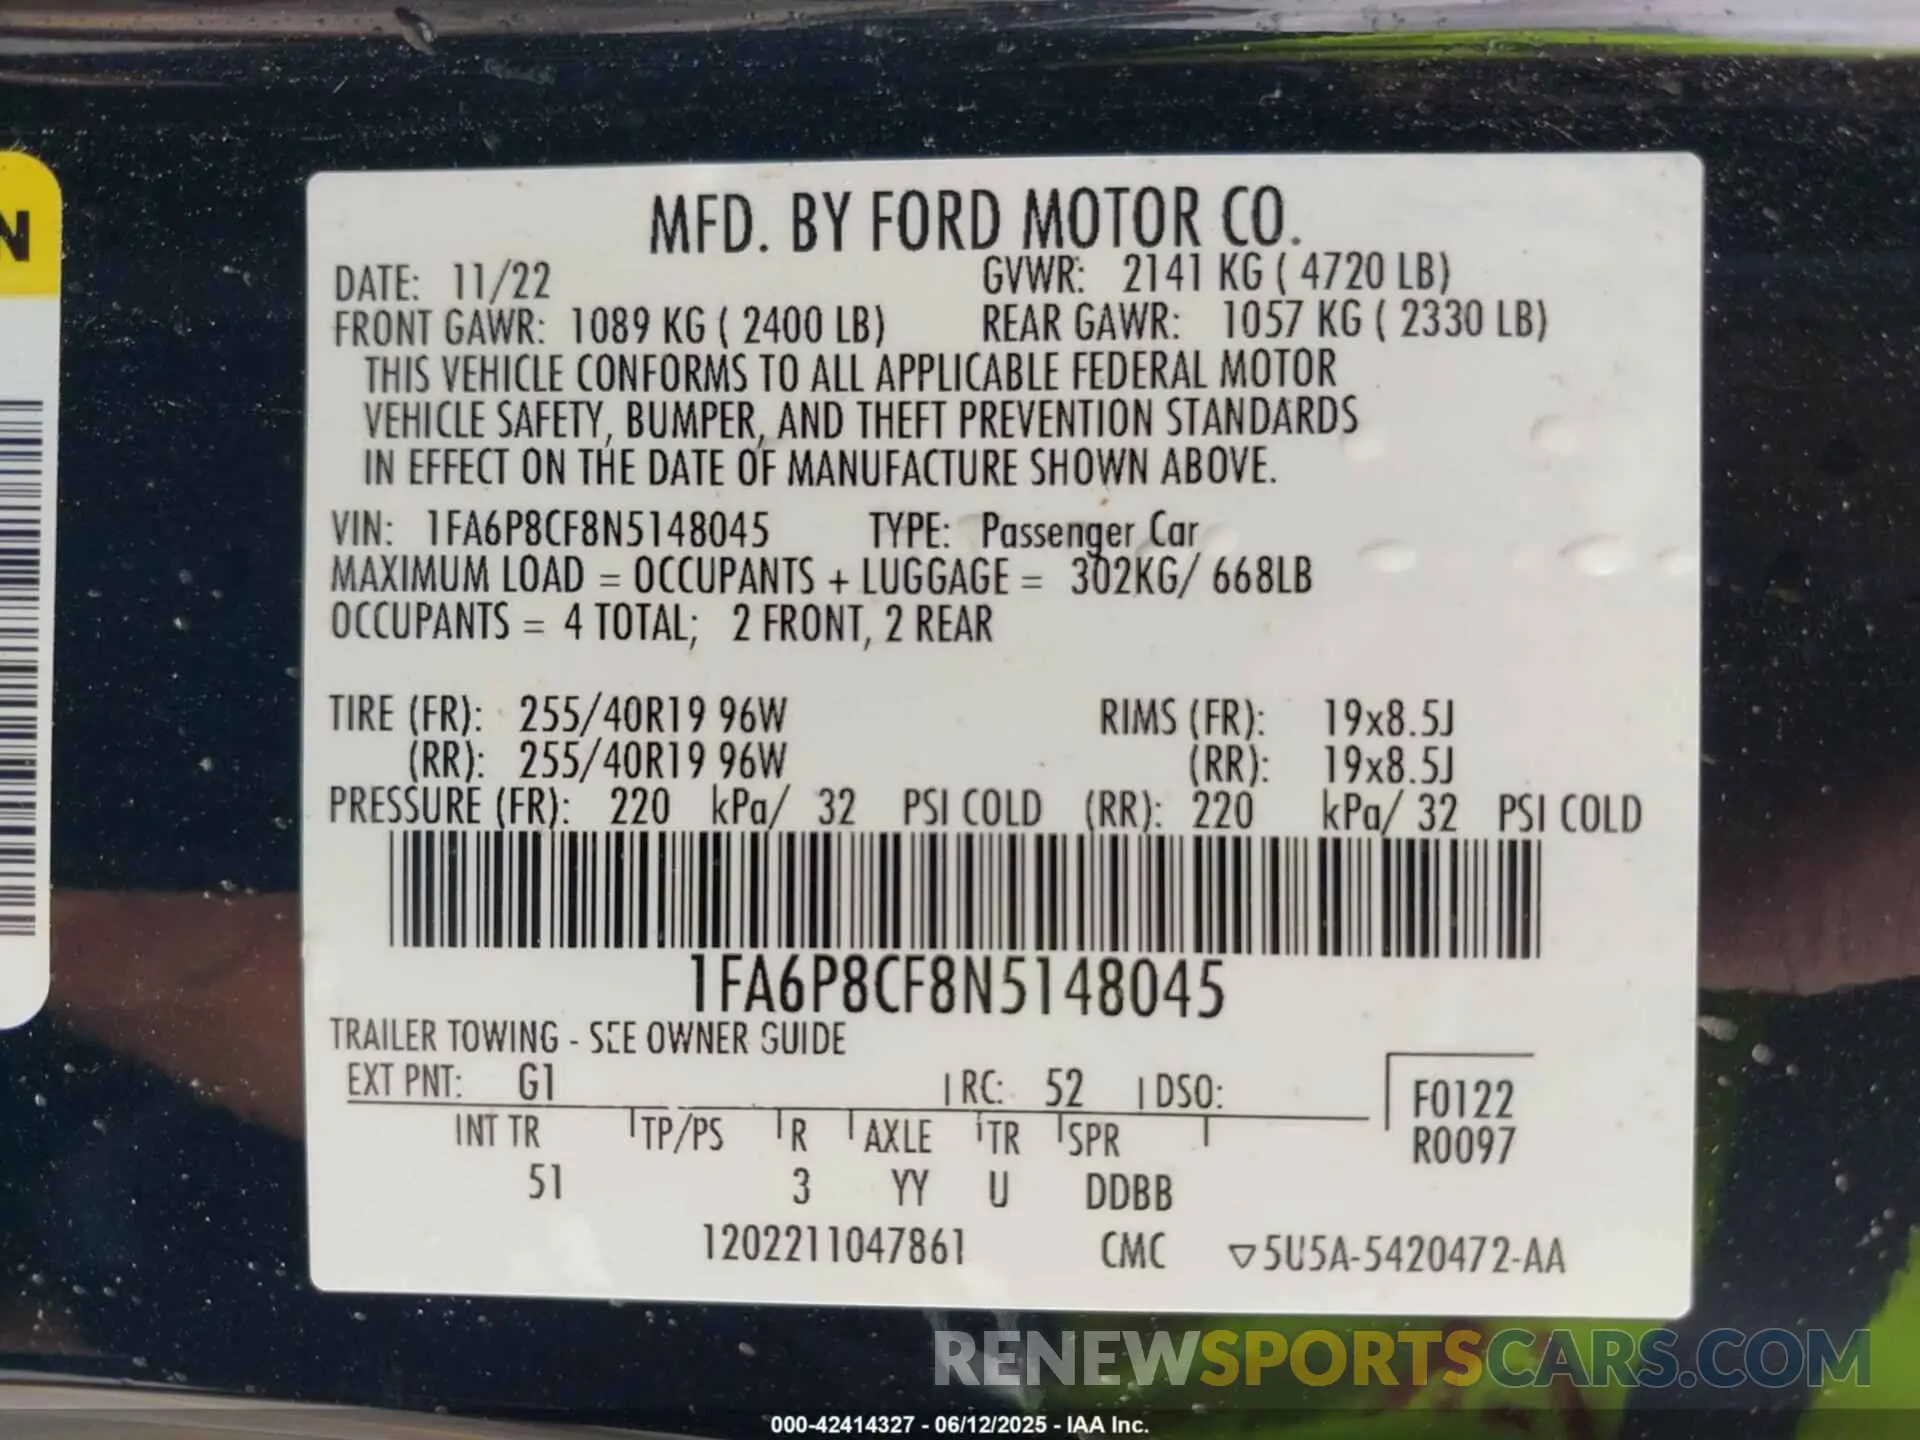 N
MFD. BY FORD MOTOR CO.
DATE: 11/22 GVWR: 2141 KG ( 4720 LB)
FRONT GAWR: 1089 KG ( 2400 LB) REAR GAWR: 1057 KG ( 2330 LB)
THIS VEHICLE CONFORMS TO ALL APPLICABLE FEDERAL MOTOR
VEHICLE SAFETY, BUMPER, AND THEFT PREVENTION STANDARDS
IN EFFECT ON THE DATE OF MANUFACTURE SHOWN ABOVE.
VIN: 1FA6P8CF8N5148045 TYPE: Passenger Car
MAXIMUM LOAD = OCCUPANTS + LUGGAGE = 302KG/ 668LB
OCCUPANTS = 4 TOTAL; 2 FRONT, 2 REAR
TIRE (FR): 255/40R19 96W RIMS (FR): 19x8.5J
(RR): 255/40R19 96W (RR): 19x8.5J
PRESSURE (FR): 220 kPa/ 32 PSI COLD (RR): 220 kPa/ 32 PSI COLD
1FA6P8CF8N5148045
TRAILER TOWING - SEE OWNER GUIDE
EXT PNT: G1 RC: 52 DSO: F0122
INT TR TP/PS R AXLE TR SPR R0097
51 3 YY U DDBB
1202211047861 CMC ▽5U5A-5420472-AA
RENEWSPORTSCARS.COM
000-42414327 - 06/12/2025 - IAA Inc.